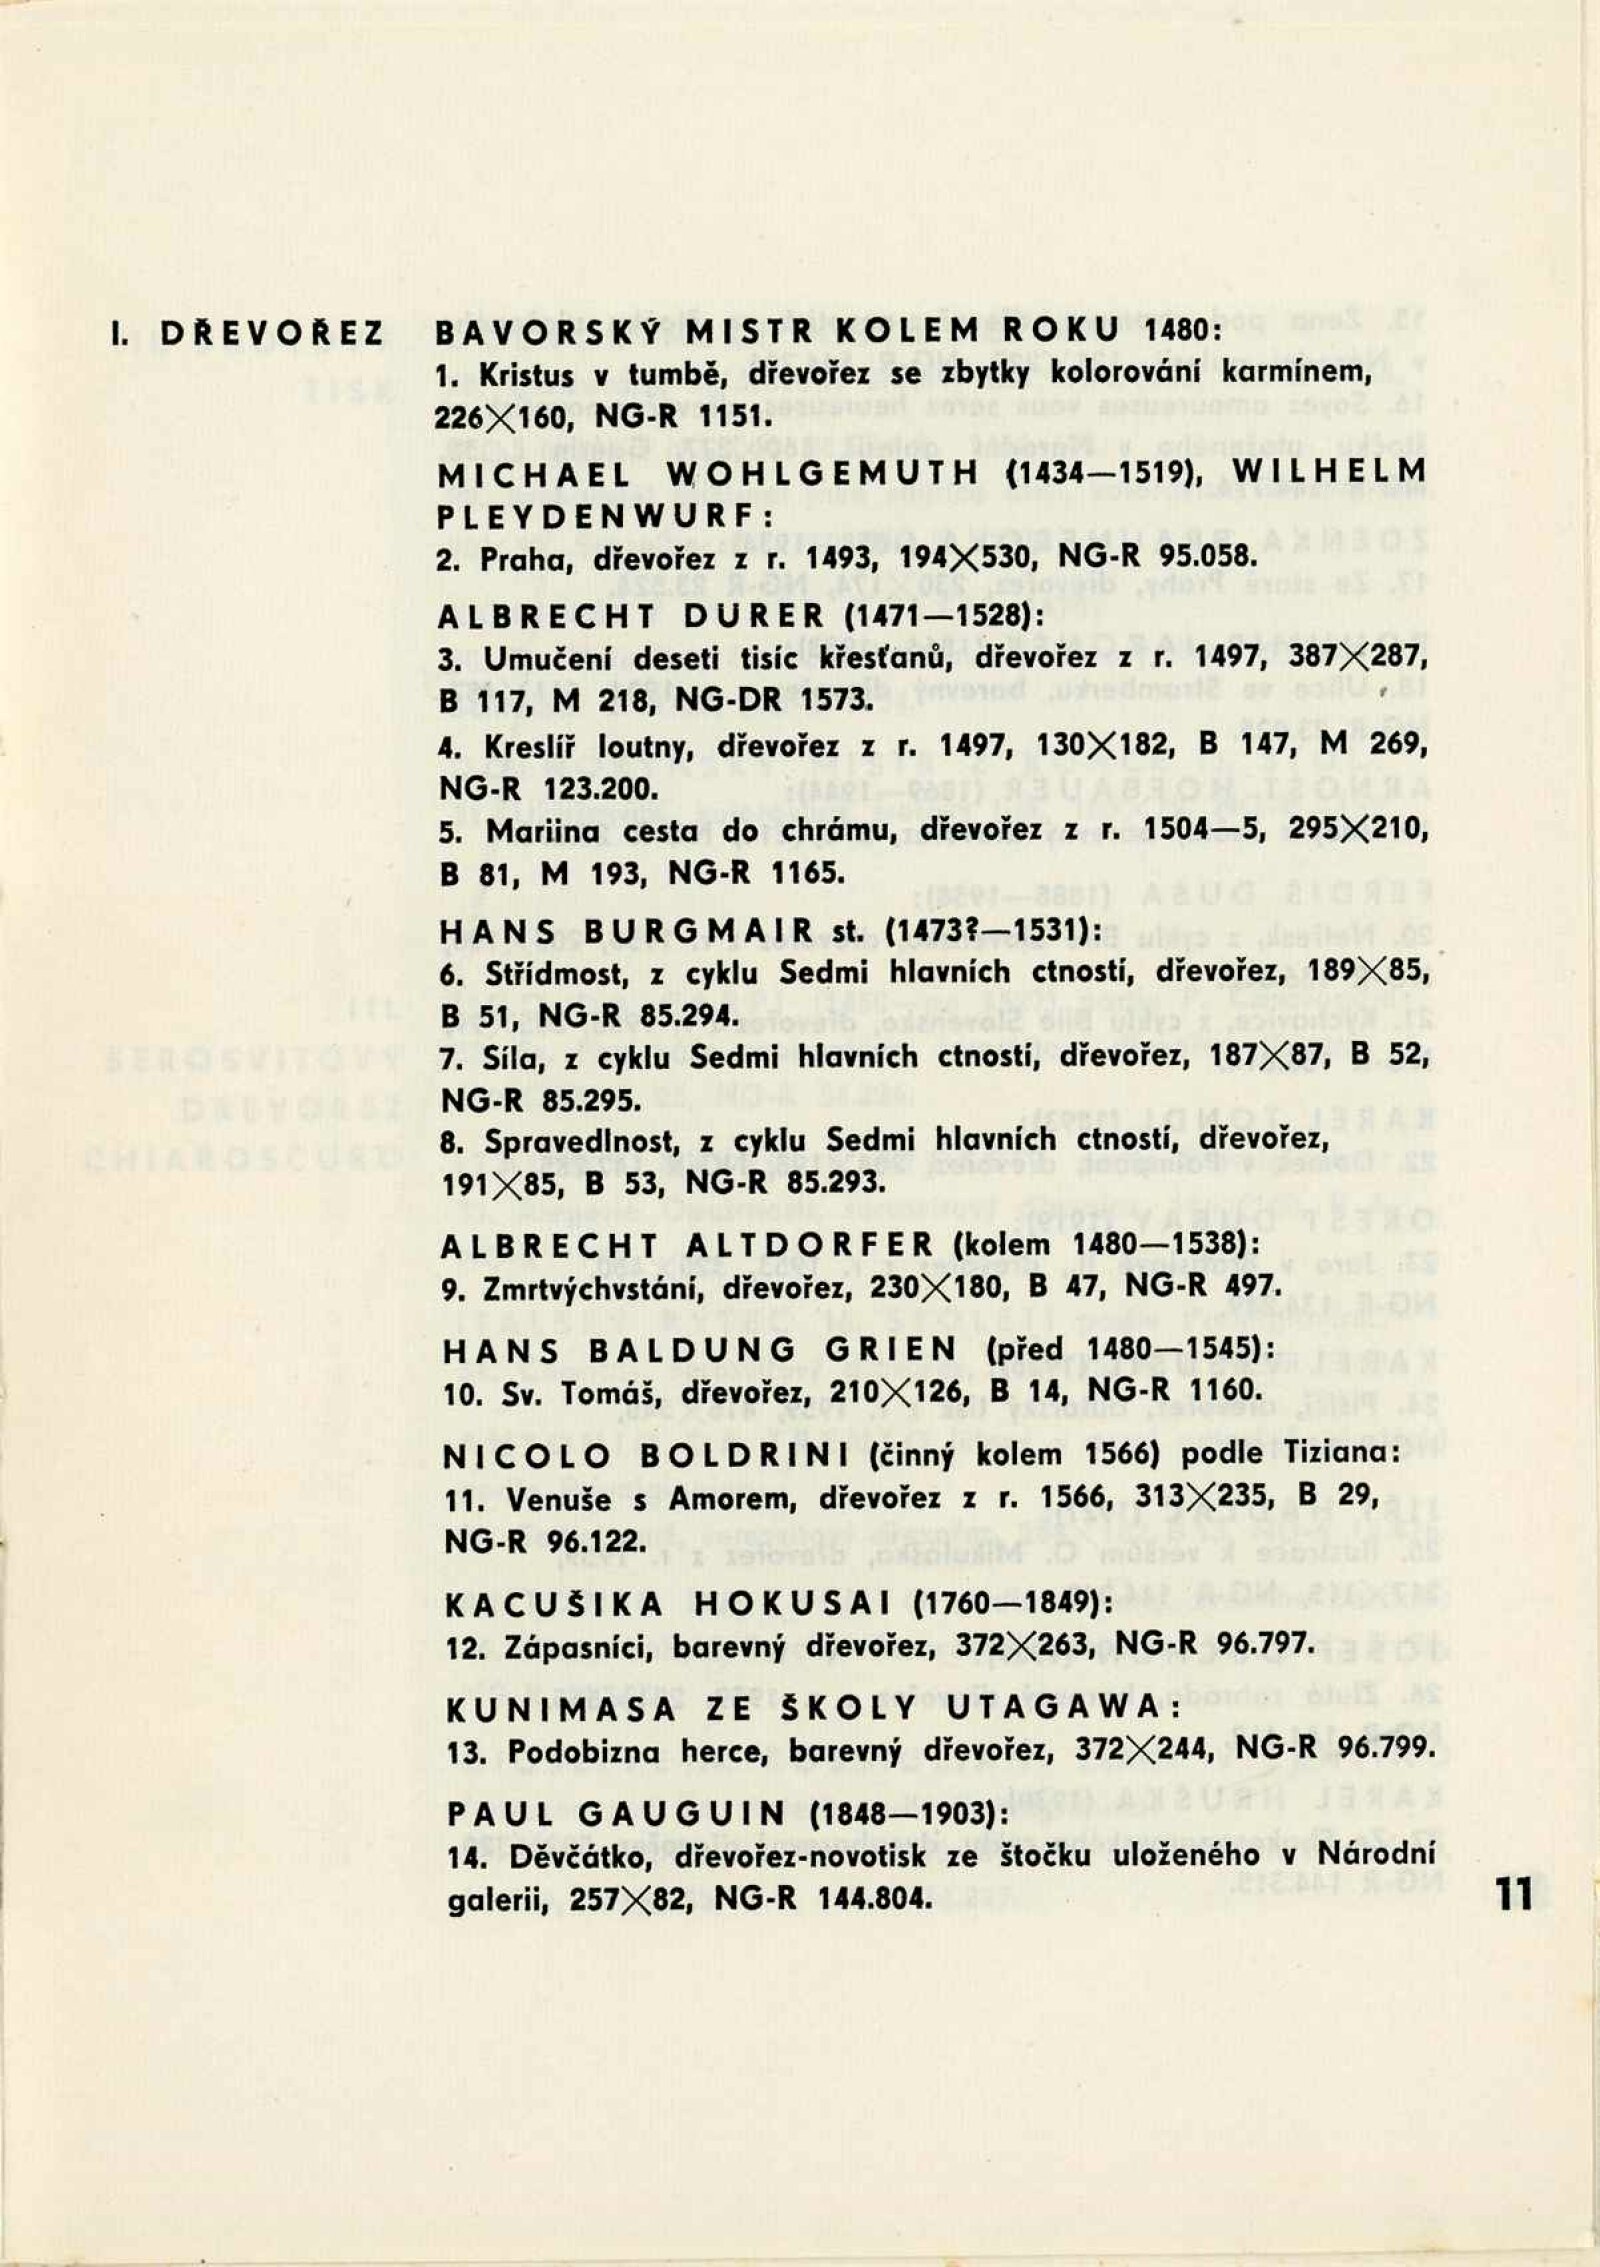 I. DŘEVOŘEZ
BAVORSKÝ MISTR KOLEM ROKU 1480:
1. Kristus v tumbě, dřevořez se zbytky kolorování karmínem,
226×160, NG-R 1151.
MICHAEL WOHLGEMUTH (1434—1519), WILHELM
PLEYDENWURF:
2. Praha, dřevořez z r. 1493, 194×530, NG-R 95.058.
ALBRECHT DURER (1471—1528):
3. Umučení deseti tisíc křesťanů, dřevořez z r. 1497, 387×287,
B 117, M 218, NG-DR 1573.
4. Kreslíř loutny, dřevořez z r. 1497, 130×182, B 147, M 269,
NG-R 123.200.
5. Mariina cesta do chrámu, dřevořez z r. 1504—5, 295×210,
B 81, M 193, NG-R 1165.
HANS BURGMAIR st. (1473?—1531):
6. Střídmost, z cyklu Sedmi hlavních ctností, dřevořez, 189×85,
B 51, NG-R 85.294.
7. Síla, z cyklu Sedmi hlavních ctností, dřevořez, 187×87, B 52,
NG-R 85.295.
8. Spravedlnost, z cyklu Sedmi hlavních ctností, dřevořez,
191×85, B 53, NG-R 85.293.
ALBRECHT ALTDORFER (kolem 1480—1538):
9. Zmrtvýchvstání, dřevořez, 230×180, B 47, NG-R 497.
HANS BALDUNG GRIEN (před 1480—1545):
10. Sv. Tomáš, dřevořez, 210×126, B 14, NG-R 1160.
NICOLO BOLDRINI (činný kolem 1566) podle Tiziana:
11. Venuše s Amorem, dřevořez z r. 1566, 313×235, B 29,
NG-R 96.122.
KACUŠIKA HOKUSAI (1760—1849):
12. Zápasníci, barevný dřevořez, 372×263, NG-R 96.797.
KUNIMASA ZE ŠKOLY UTAGAWA:
13. Podobizna herce, barevný dřevořez, 372×244, NG-R 96.799.
PAUL GAUGUIN (1848—1903):
14. Děvčátko, dřevořez-novotisk ze štočku uloženého v Národní
galerii, 257×82, NG-R 144.804.
11